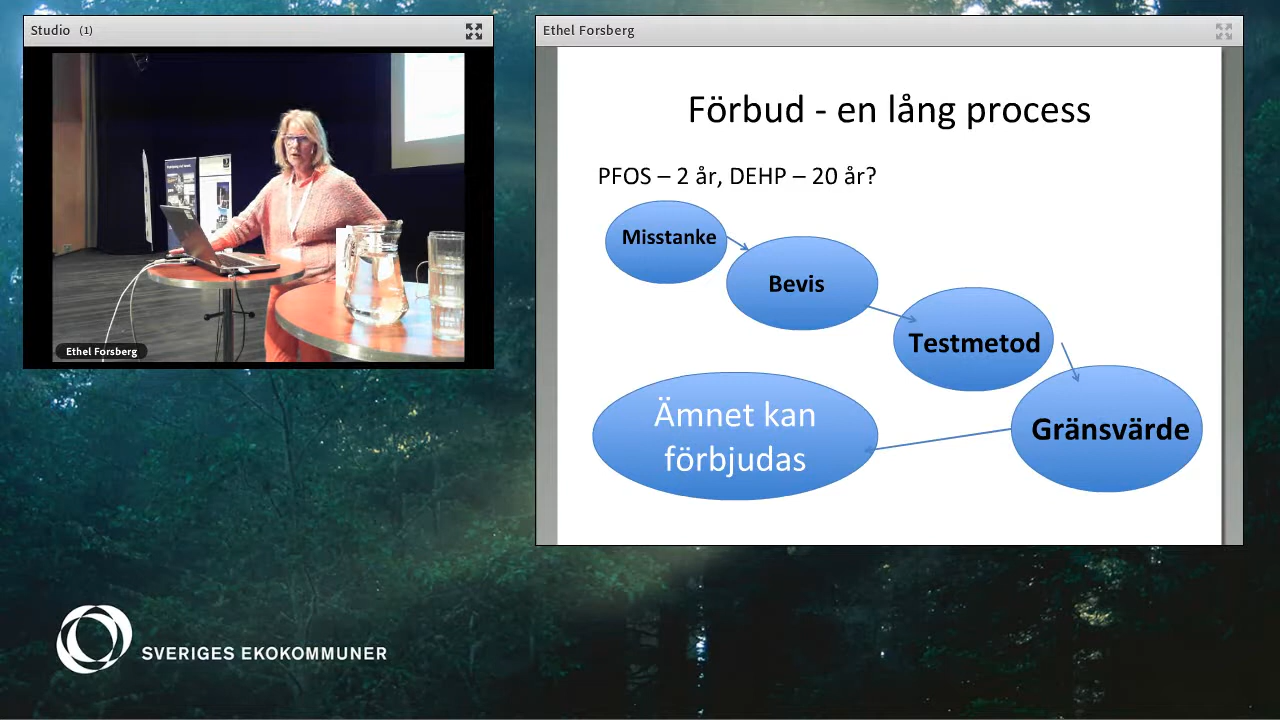 Studio (1)
Ethel Forsberg
Ethel Forsberg
Förbud - en lång process
PFOS – 2 år, DEHP – 20 år?
Misstanke
Bevis
Testmetod
Gränsvärde
Ämnet kan
förbjudas
SVERIGES EKOKOMMUNER